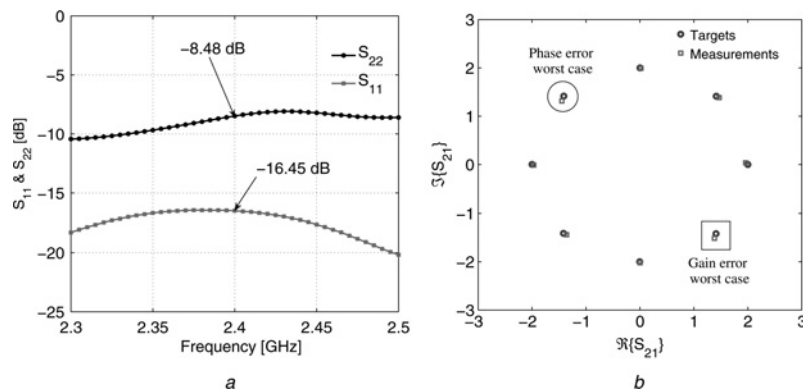 0
−5
−10
−15
−20
−25
S₁₁ & S₂₂ [dB]
−8.48 dB
S₂₂
S₁₁
−16.45 dB
2.3
2.35
2.4
2.45
2.5
Frequency [GHz]
a
3
2
1
0
−1
−2
−3
ℑ{S₂₁}
Phase error
worst case
Targets
Measurements
Gain error
worst case
−3
−2
−1
0
1
2
3
ℜ{S₂₁}
b